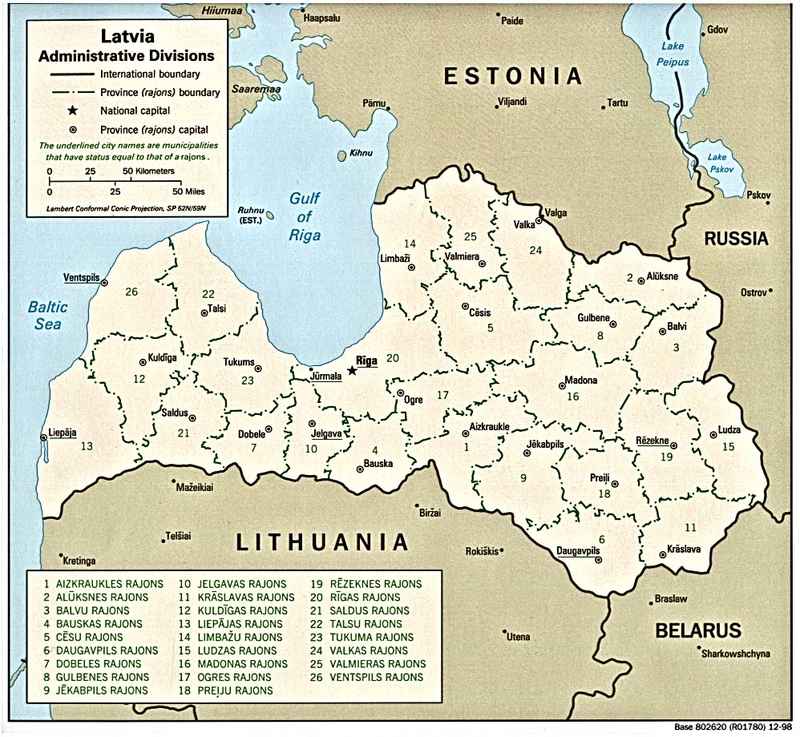 Latvia
Administrative Divisions
International boundary
Province (rajons) boundary
National capital
Province (rajons) capital
The underlined city names are municipalities
that have status equal to that of a rajons.
0 25 50 Kilometers
0 25 50 Miles
Lambert Conformal Conic Projection, SP 52N/59N
Hiiumaa
Haapsalu
Paide
Gdov
Lake
Peipus
ESTONIA
Saaremaa
Pärnu
Viljandi
Tartu
Kihnu
Lake
Pskov
Pskov
Ruhnu
(EST.)
Gulf
of
Riga
Valga
Valka
RUSSIA
14
25
24
Limbaži
Valmiera
2
Alūksne
Ventspils
26
22
Talsi
Ostrov
Baltic
Sea
Cēsis
5
Gulbene
8
Balvi
3
Kuldīga
12
Tukums
23
Rīga
20
Jūrmala
Ogre
17
Madona
16
Saldus
21
Liepāja
13
Dobele
7
Jelgava
10
4
Bauska
Aizkraukle
1
Jēkabpils
9
Rēzekne
19
Ludza
15
Preiļi
18
Mažeikiai
Biržai
11
6
Daugavpils
Krāslava
Telšiai
LITHUANIA
Rokiškis
Kretinga
Braslaw
Utena
BELARUS
Sharkowshchyna
1 AIZKRAUKLES RAJONS
2 ALŪKSNES RAJONS
3 BALVU RAJONS
4 BAUSKAS RAJONS
5 CĒSU RAJONS
6 DAUGAVPILS RAJONS
7 DOBELES RAJONS
8 GULBENES RAJONS
9 JĒKABPILS RAJONS
10 JELGAVAS RAJONS
11 KRĀSLAVAS RAJONS
12 KULDĪGAS RAJONS
13 LIEPĀJAS RAJONS
14 LIMBAŽU RAJONS
15 LUDZAS RAJONS
16 MADONAS RAJONS
17 OGRES RAJONS
18 PREIĻU RAJONS
19 RĒZEKNES RAJONS
20 RĪGAS RAJONS
21 SALDUS RAJONS
22 TALSU RAJONS
23 TUKUMA RAJONS
24 VALKAS RAJONS
25 VALMIERAS RAJONS
26 VENTSPILS RAJONS
Base 802620 (R01780) 12-98